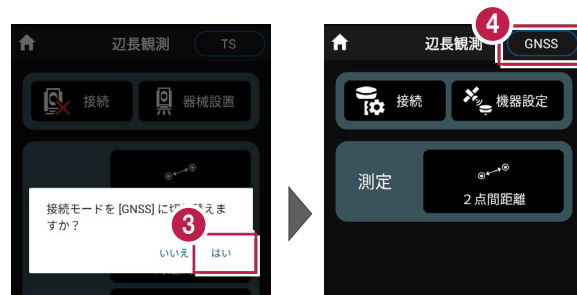 辺長観測 TS
接続 器械設置
接続モードを [GNSS] に切り替えま
すか？
3
いいえ はい
4
辺長観測 GNSS
接続 機器設定
測定
２点間距離